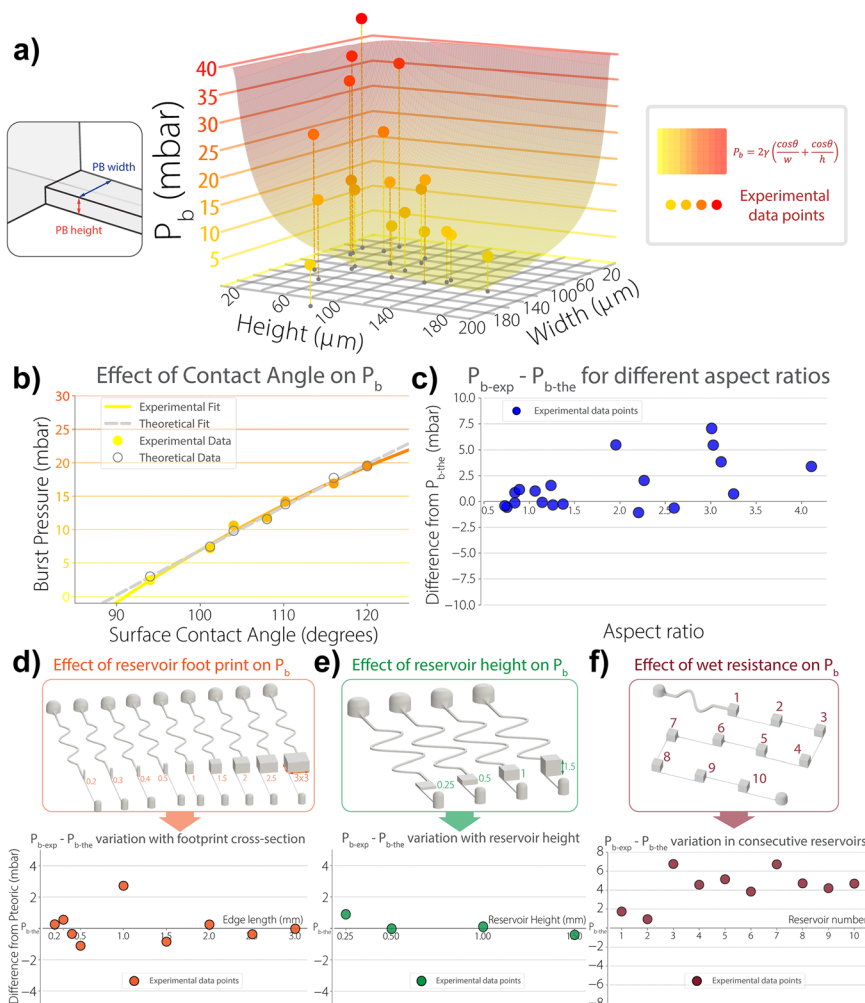 a)
40
35
30
25
20
15
10
5
P_b (mbar)
20
60
100
140
180
200
Height (μm)
200
180
140
100
60
20
Width (μm)
PB width
PB height
P_b = 2γ (cosθ/w + cosθ/h)
Experimental
data points
b)
Effect of Contact Angle on P_b
Experimental Fit
Theoretical Fit
Experimental Data
Theoretical Data
Burst Pressure (mbar)
30
25
20
15
10
5
0
90
100
110
120
Surface Contact Angle (degrees)
c)
P_b-exp - P_b-the for different aspect ratios
Experimental data points
Difference from P_b-the (mbar)
10.0
7.5
5.0
2.5
0.0
−2.5
−5.0
−7.5
−10.0
0.5
1.0
1.5
2.0
2.5
3.0
3.5
4.0
Aspect ratio
d)
Effect of reservoir foot print on P_b
0.2
0.3
0.4
0.5
1
1.5
2
2.5
3x3
P_b-exp - P_b-the variation with footprint cross-section
Difference from Pteoric (mbar)
4
2
P_b-the
−2
−4
0.2
0.5
1.0
1.5
2.0
2.5
3.0
Edge length (mm)
Experimental data points
e)
Effect of reservoir height on P_b
0.25
0.5
1
1.5
P_b-exp - P_b-the variation with reservoir height
4
2
P_b-the
−2
−4
Reservoir Height (mm)
0.25
0.50
1.00
Experimental data points
f)
Effect of wet resistance on P_b
1
2
3
4
5
6
7
8
9
10
P_b-exp - P_b-the variation in consecutive reservoirs
8
6
4
2
P_b-the
−2
−4
−6
−8
Reservoir number
1
2
3
4
5
6
7
8
9
10
Experimental data points